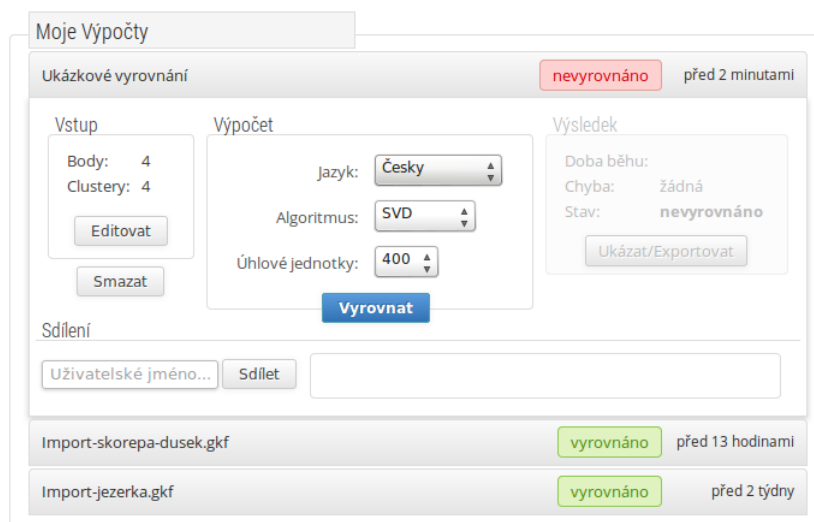 Moje Výpočty
Ukázkové vyrovnání nevyrovnáno před 2 minutami
Vstup Výpočet Výsledek
Body: 4
Clustery: 4
Editovat
Smazat
Jazyk: Česky
Algoritmus: SVD
Úhlové jednotky: 400
Vyrovnat
Doba běhu:
Chyba: žádná
Stav: nevyrovnáno
Ukázat/Exportovat
Sdílení
Uživatelské jméno... Sdílet
Import-skorepa-dusek.gkf vyrovnáno před 13 hodinami
Import-jezerka.gkf vyrovnáno před 2 týdny